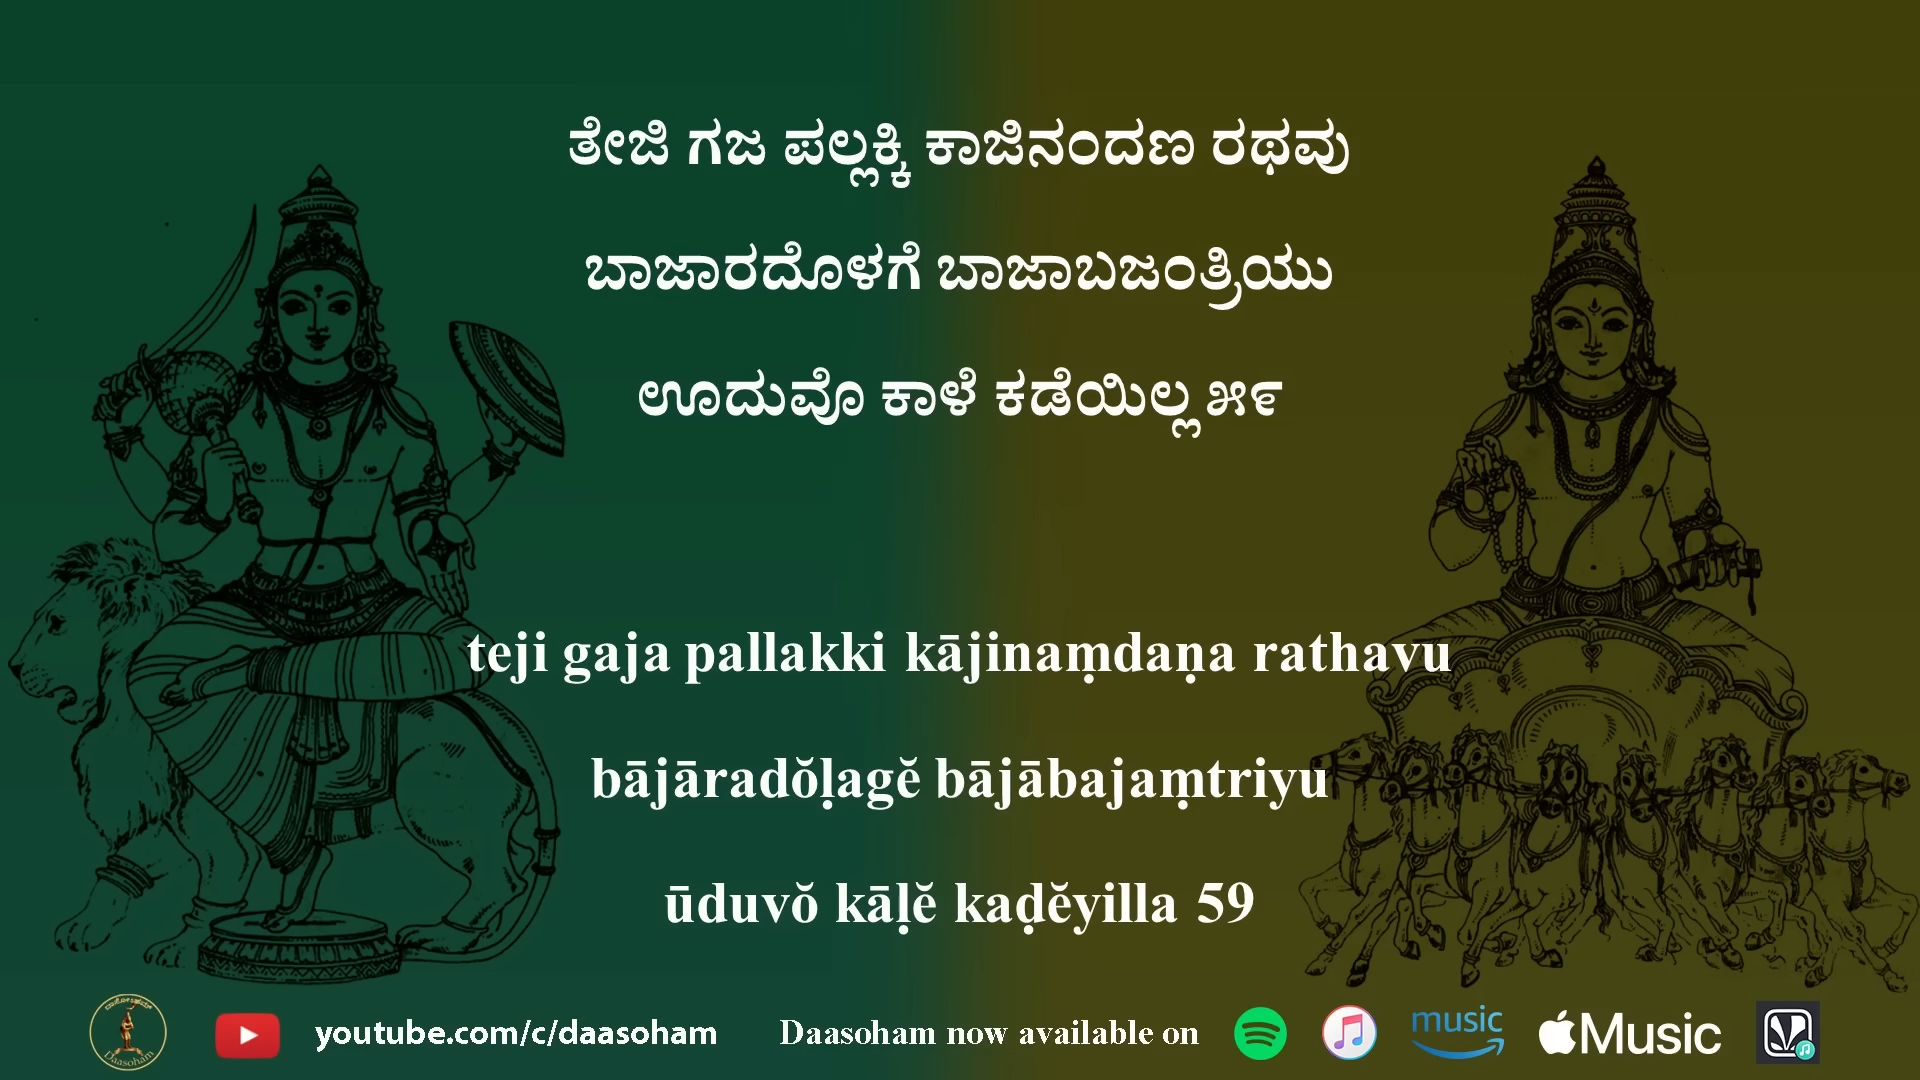 ತೇಜಿ ಗಜ ಪಲ್ಲಕ್ಕಿ ಕಾಜಿನಂದಣ ರಥವು
ಬಾಜಾರದೊಳಗೆ ಬಾಜಾಬಜಂತ್ರಿಯು
ಊದುವೊ ಕಾಳೆ ಕಡೆಯಿಲ್ಲ ೫೯
teji gaja pallakki kājinaṃdaṇa rathavu
bājāradŏḷagĕ bājābajaṃtriyu
ūduvŏ kāḷĕ kaḍĕyilla 59
Daasoham
youtube.com/c/daasoham
Daasoham now available on
music
Music